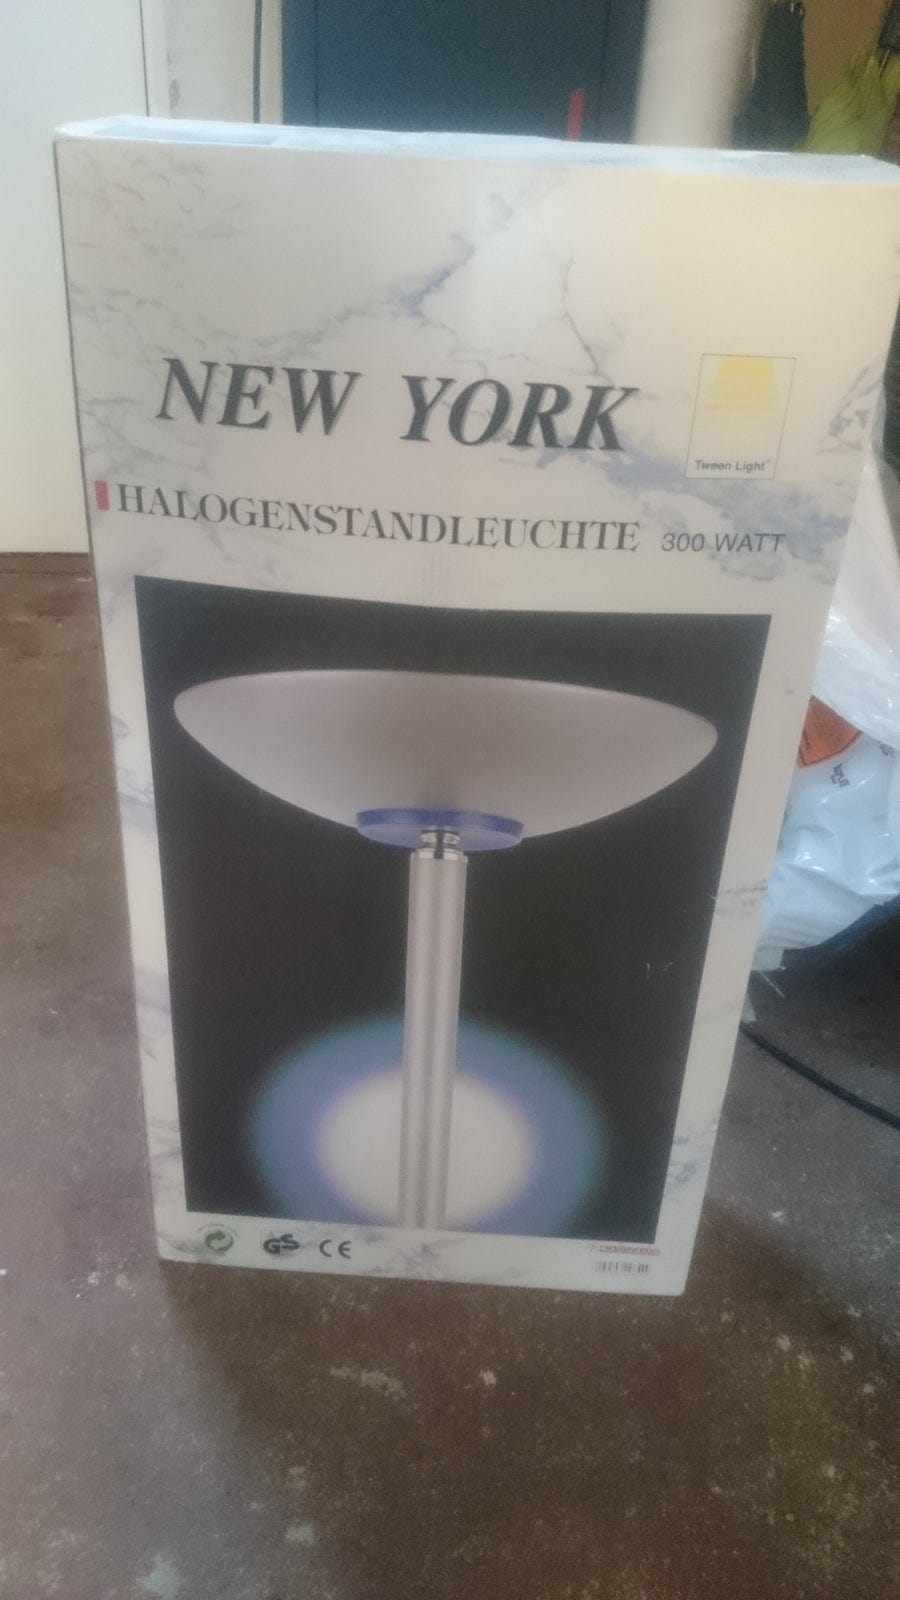 NEW YORK
Tween Light
HALOGENSTANDLEUCHTE 300 WATT
GS CE